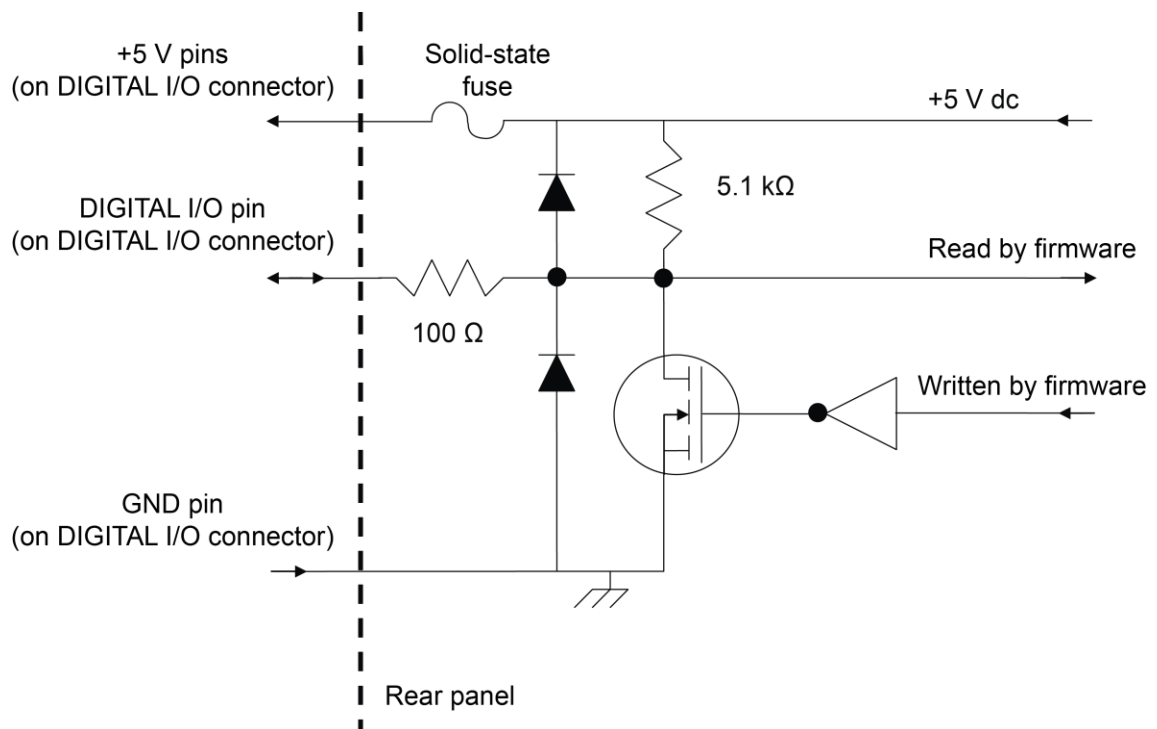 +5 V pins
(on DIGITAL I/O connector)
Solid-state
fuse
+5 V dc
5.1 kΩ
DIGITAL I/O pin
(on DIGITAL I/O connector)
Read by firmware
100 Ω
Written by firmware
GND pin
(on DIGITAL I/O connector)
Rear panel